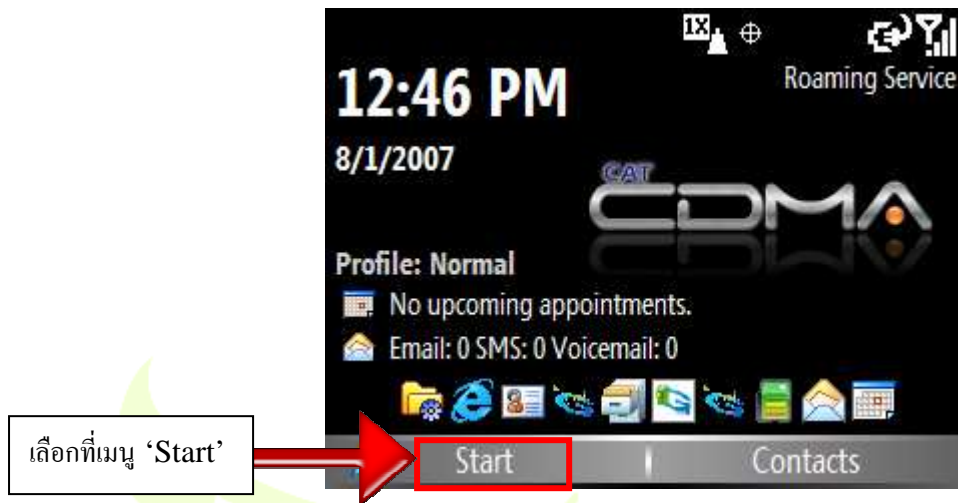 1X
Roaming Service
12:46 PM
8/1/2007
CAT
CDMA
Profile: Normal
No upcoming appointments.
Email: 0 SMS: 0 Voicemail: 0
เลือกที่เมนู ‘Start’
Start
Contacts